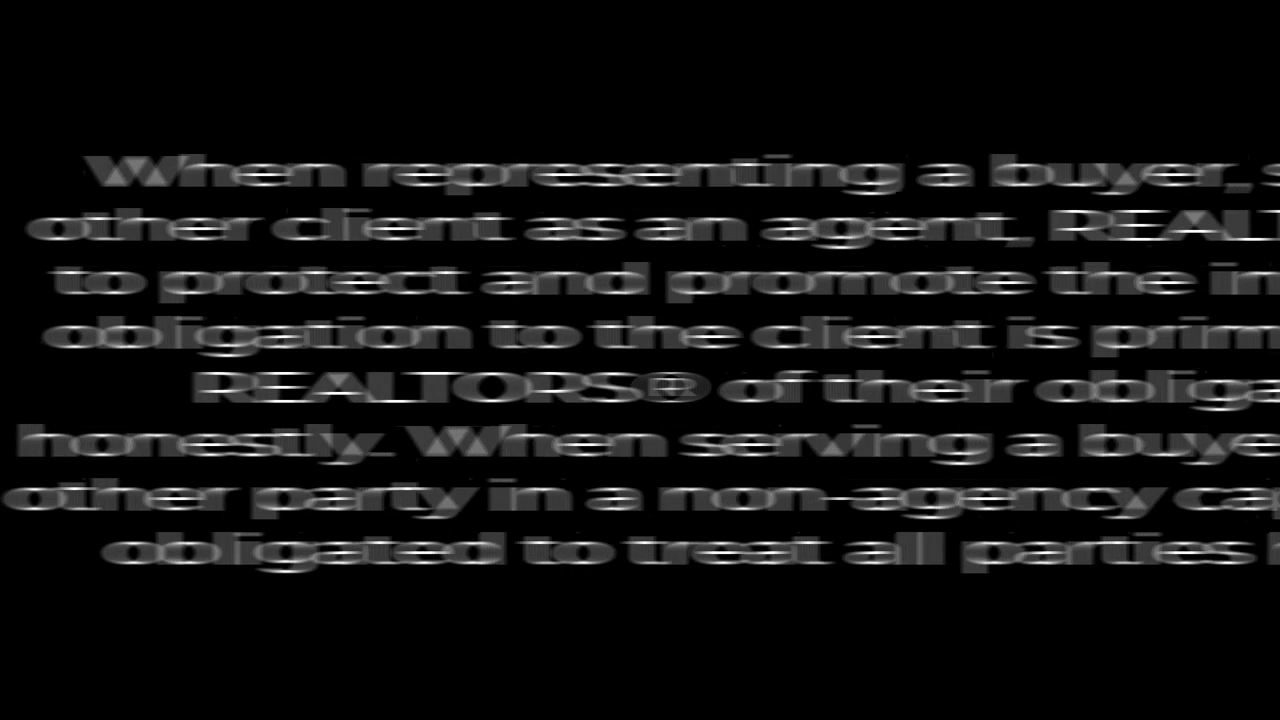 When representing a buyer,
other client as an agent, REALT
to protect and promote the in
obligation to the client is prim
REALTORS® of their obliga
honestly. When serving a buye
other party in a non-agency ca
obligated to treat all parties